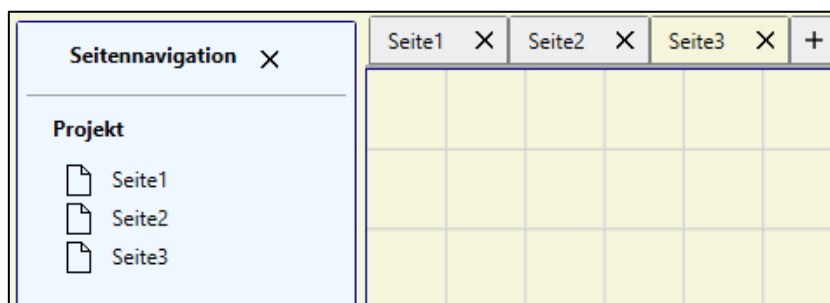 Seitennavigation
Projekt
Seite1
Seite2
Seite3
Seite1 Seite2 Seite3 +